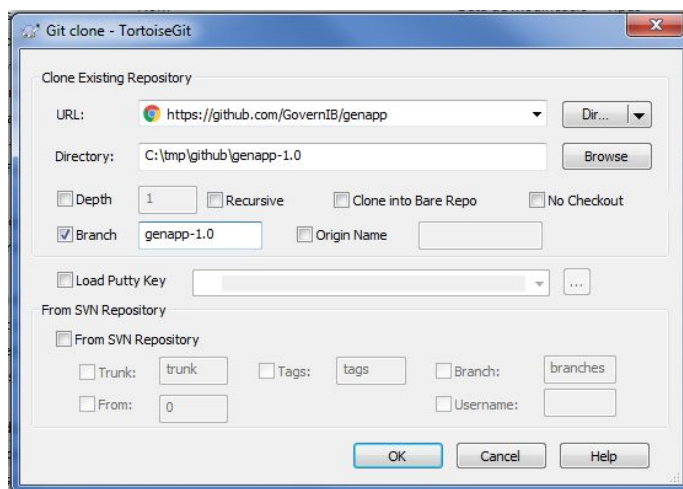 Git clone - TortoiseGit
Clone Existing Repository
URL: https://github.com/GovernIB/genapp Dir...
Directory: C:\tmp\github\genapp-1.0 Browse
Depth 1 Recursive Clone into Bare Repo No Checkout
Branch genapp-1.0 Origin Name
Load Putty Key ...
From SVN Repository
From SVN Repository
Trunk: trunk Tags: tags Branch: branches
From: 0 Username:
OK Cancel Help